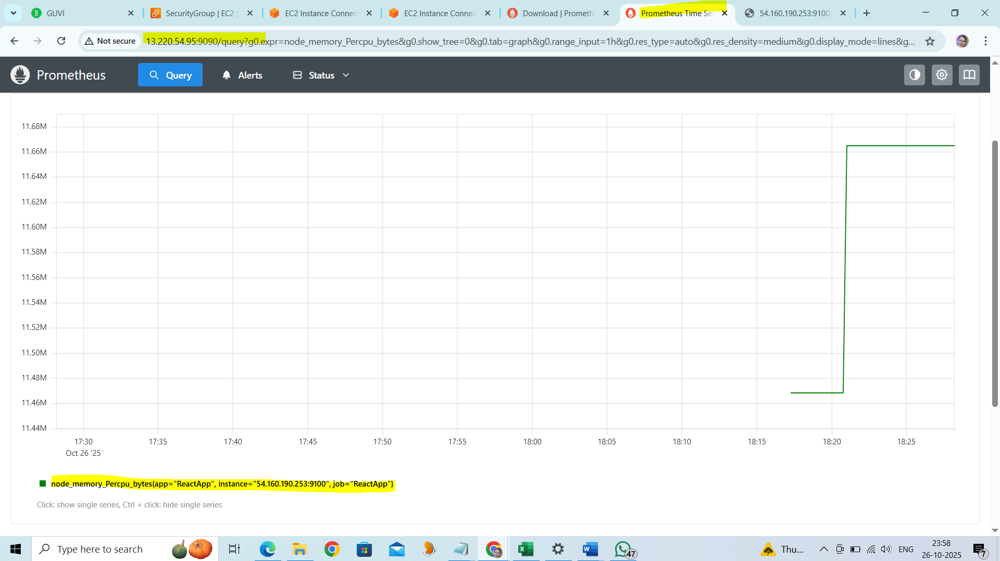 GUVI
SecurityGroup | EC2 |
EC2 Instance Connec
EC2 Instance Connec
Download | Prometh
Prometheus Time Se
54.160.190.253:9100/
Not secure
13.220.54.95:9090/query?g0.expr=node_memory_Percpu_bytes&g0.show_tree=0&g0.tab=graph&g0.range_input=1h&g0.res_type=auto&g0.res_density=medium&g0.display_mode=lines&g...
Prometheus
Query
Alerts
Status
11.68M
11.66M
11.64M
11.62M
11.60M
11.58M
11.56M
11.54M
11.52M
11.50M
11.48M
11.46M
11.44M
17:30 17:35 17:40 17:45 17:50 17:55 18:00 18:05 18:10 18:15 18:20 18:25
Oct 26 '25
node_memory_Percpu_bytes{app="ReactApp", instance="54.160.190.253:9100", job="ReactApp"}
Click: show single series, Ctrl + click: hide single series
Type here to search
47
Thu...
ENG
23:58
26-10-2025
7